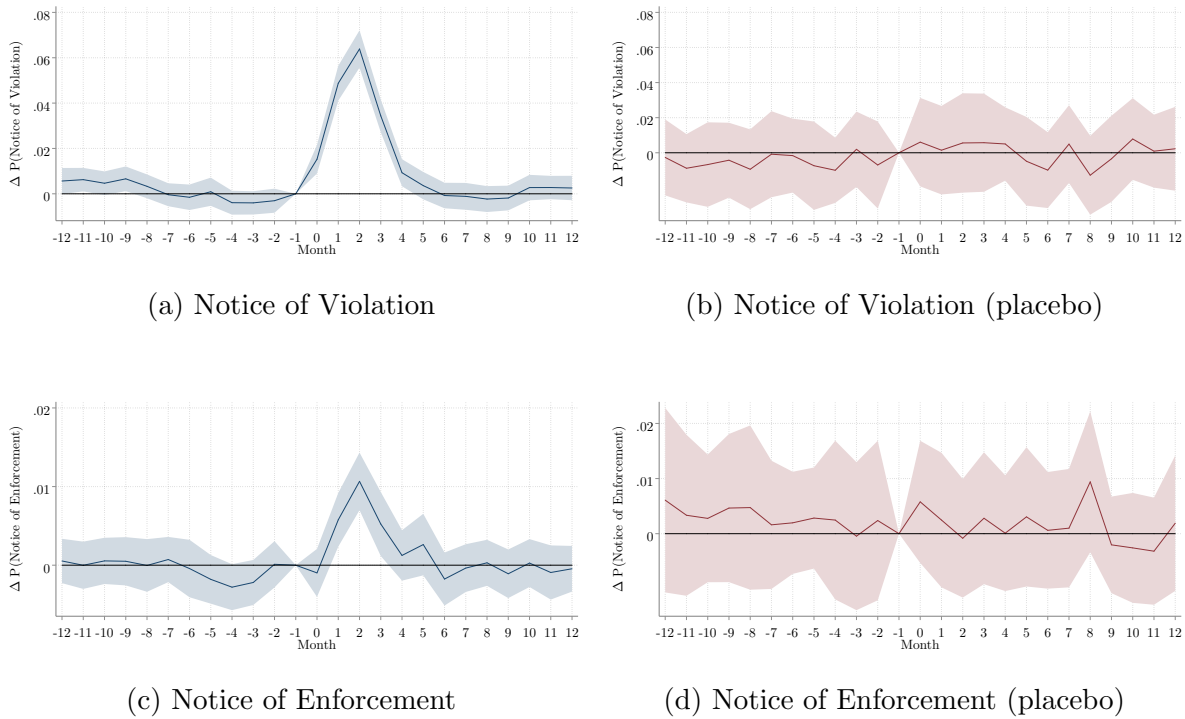 .08
.06
.04
.02
0
Δ P(Notice of Violation)
-12 -11 -10 -9 -8 -7 -6 -5 -4 -3 -2 -1 0 1 2 3 4 5 6 7 8 9 10 11 12
Month
(a) Notice of Violation
.08
.06
.04
.02
0
Δ P(Notice of Violation)
-12 -11 -10 -9 -8 -7 -6 -5 -4 -3 -2 -1 0 1 2 3 4 5 6 7 8 9 10 11 12
Month
(b) Notice of Violation (placebo)
.02
.01
0
Δ P(Notice of Enforcement)
-12 -11 -10 -9 -8 -7 -6 -5 -4 -3 -2 -1 0 1 2 3 4 5 6 7 8 9 10 11 12
Month
(c) Notice of Enforcement
.02
.01
0
Δ P(Notice of Enforcement)
-12 -11 -10 -9 -8 -7 -6 -5 -4 -3 -2 -1 0 1 2 3 4 5 6 7 8 9 10 11 12
Month
(d) Notice of Enforcement (placebo)